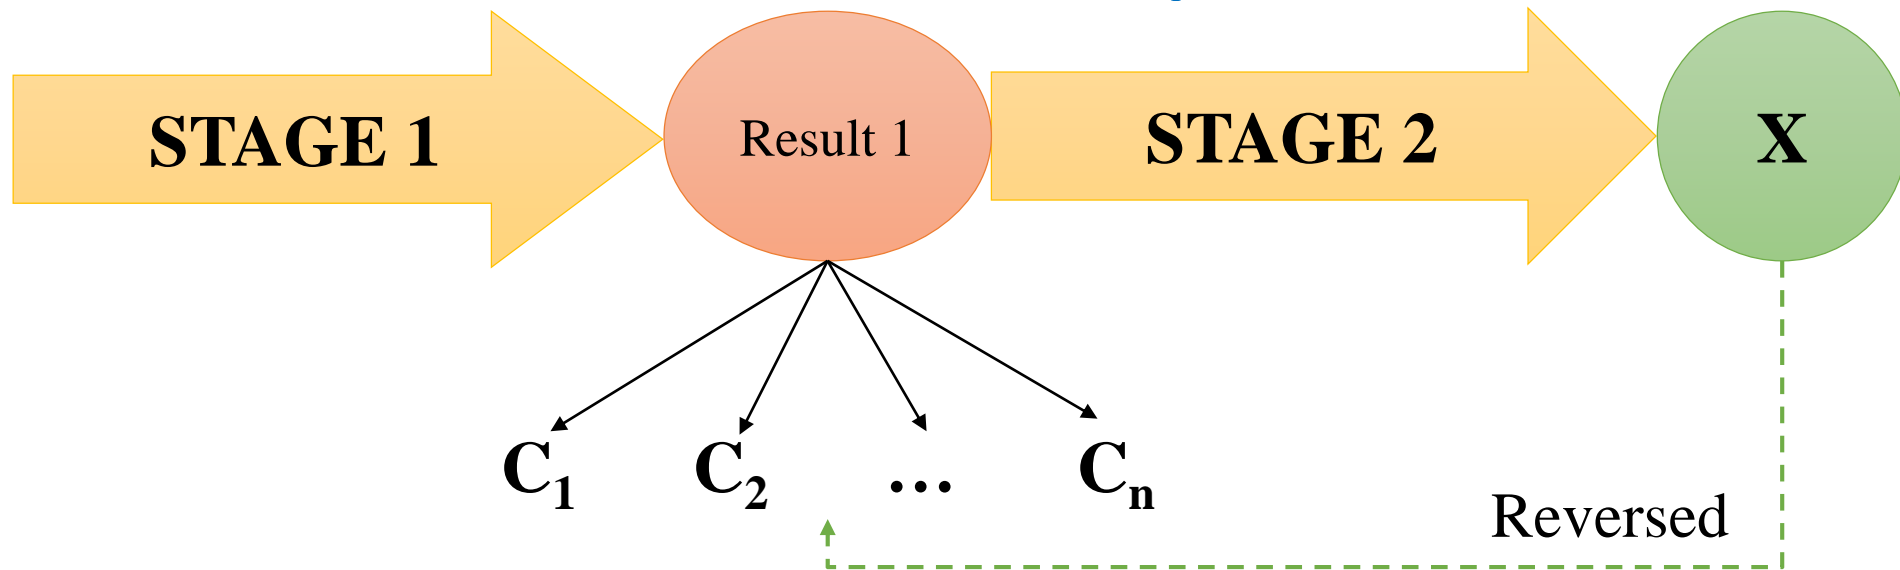 STAGE 1
Result 1
STAGE 2
X
C1 C2 ... Cn
Reversed